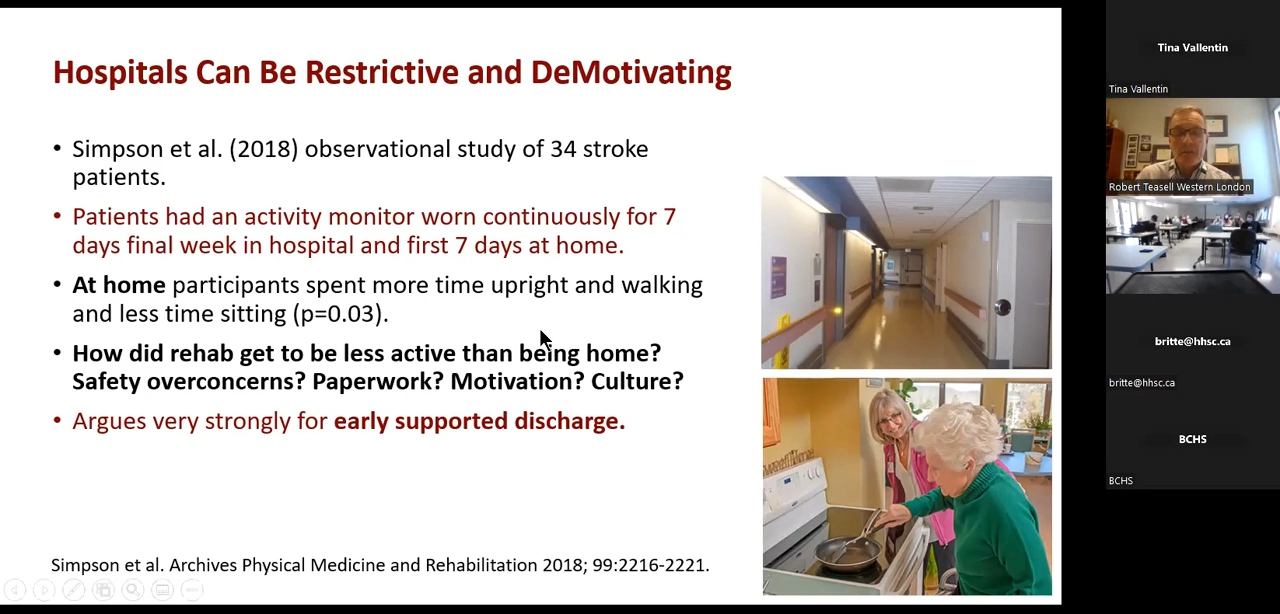 Hospitals Can Be Restrictive and DeMotivating
• Simpson et al. (2018) observational study of 34 stroke
patients.
• Patients had an activity monitor worn continuously for 7
days final week in hospital and first 7 days at home.
• At home participants spent more time upright and walking
and less time sitting (p=0.03).
• How did rehab get to be less active than being home?
Safety overconcerns? Paperwork? Motivation? Culture?
• Argues very strongly for early supported discharge.
Simpson et al. Archives Physical Medicine and Rehabilitation 2018; 99:2216-2221.
Tina Vallentin
Tina Vallentin
Robert Teasell Western London
britte@hhsc.ca
britte@hhsc.ca
BCHS
BCHS